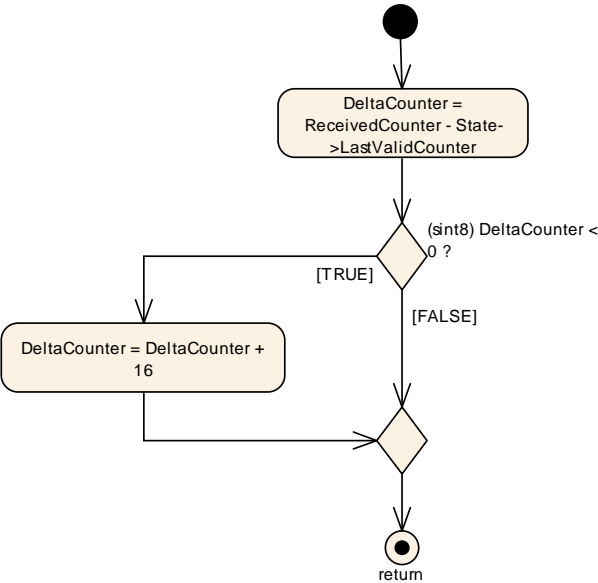 DeltaCounter =
ReceivedCounter - State-
>LastValidCounter
(sint8) DeltaCounter <
0 ?
[TRUE]
[FALSE]
DeltaCounter = DeltaCounter +
16
return